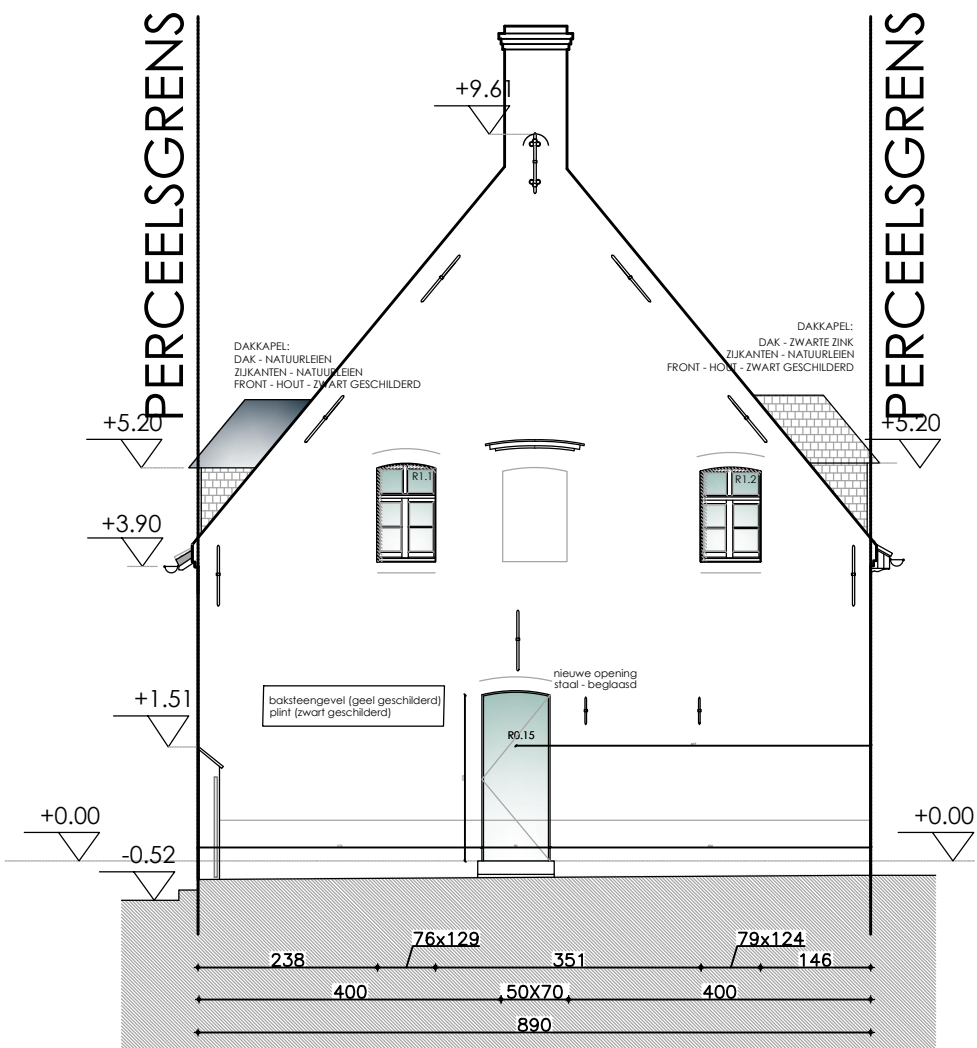 PERCEELSGRENS
PERCEELSGRENS
+9.61
DAKKAPEL:
DAK - NATUURLEIEN
ZIJKANTEN - NATUURLEIEN
FRONT - HOUT - ZWART GESCHILDERD
DAKKAPEL:
DAK - ZWARTE ZINK
ZIJKANTEN - NATUURLEIEN
FRONT - HOUT - ZWART GESCHILDERD
+5.20
+5.20
R1.1
R1.2
+3.90
nieuwe opening
staal - beglaasd
baksteengevel (geel geschilderd)
plint (zwart geschilderd)
+1.51
R0.15
+0.00
+0.00
-0.52
76x129
79x124
238
351
146
400
50X70
400
890